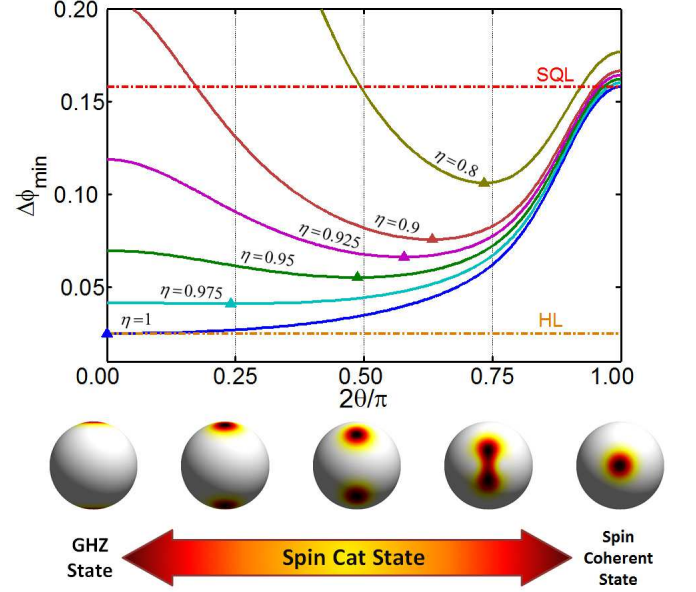 0.20
0.15
0.10
0.05
Δϕmin
SQL
η=0.8
η=0.9
η=0.925
η=0.95
η=0.975
η=1
HL
0.00 0.25 0.50 0.75 1.00
2θ/π
GHZ
State
Spin Cat State
Spin
Coherent
State